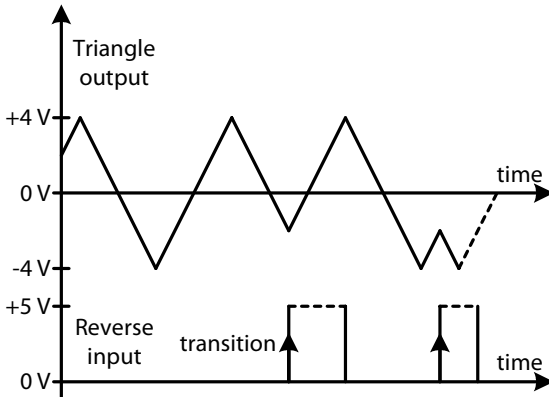 Triangle
output
+4 V
0 V
time
-4 V
+5 V
Reverse
input
transition
time
0 V